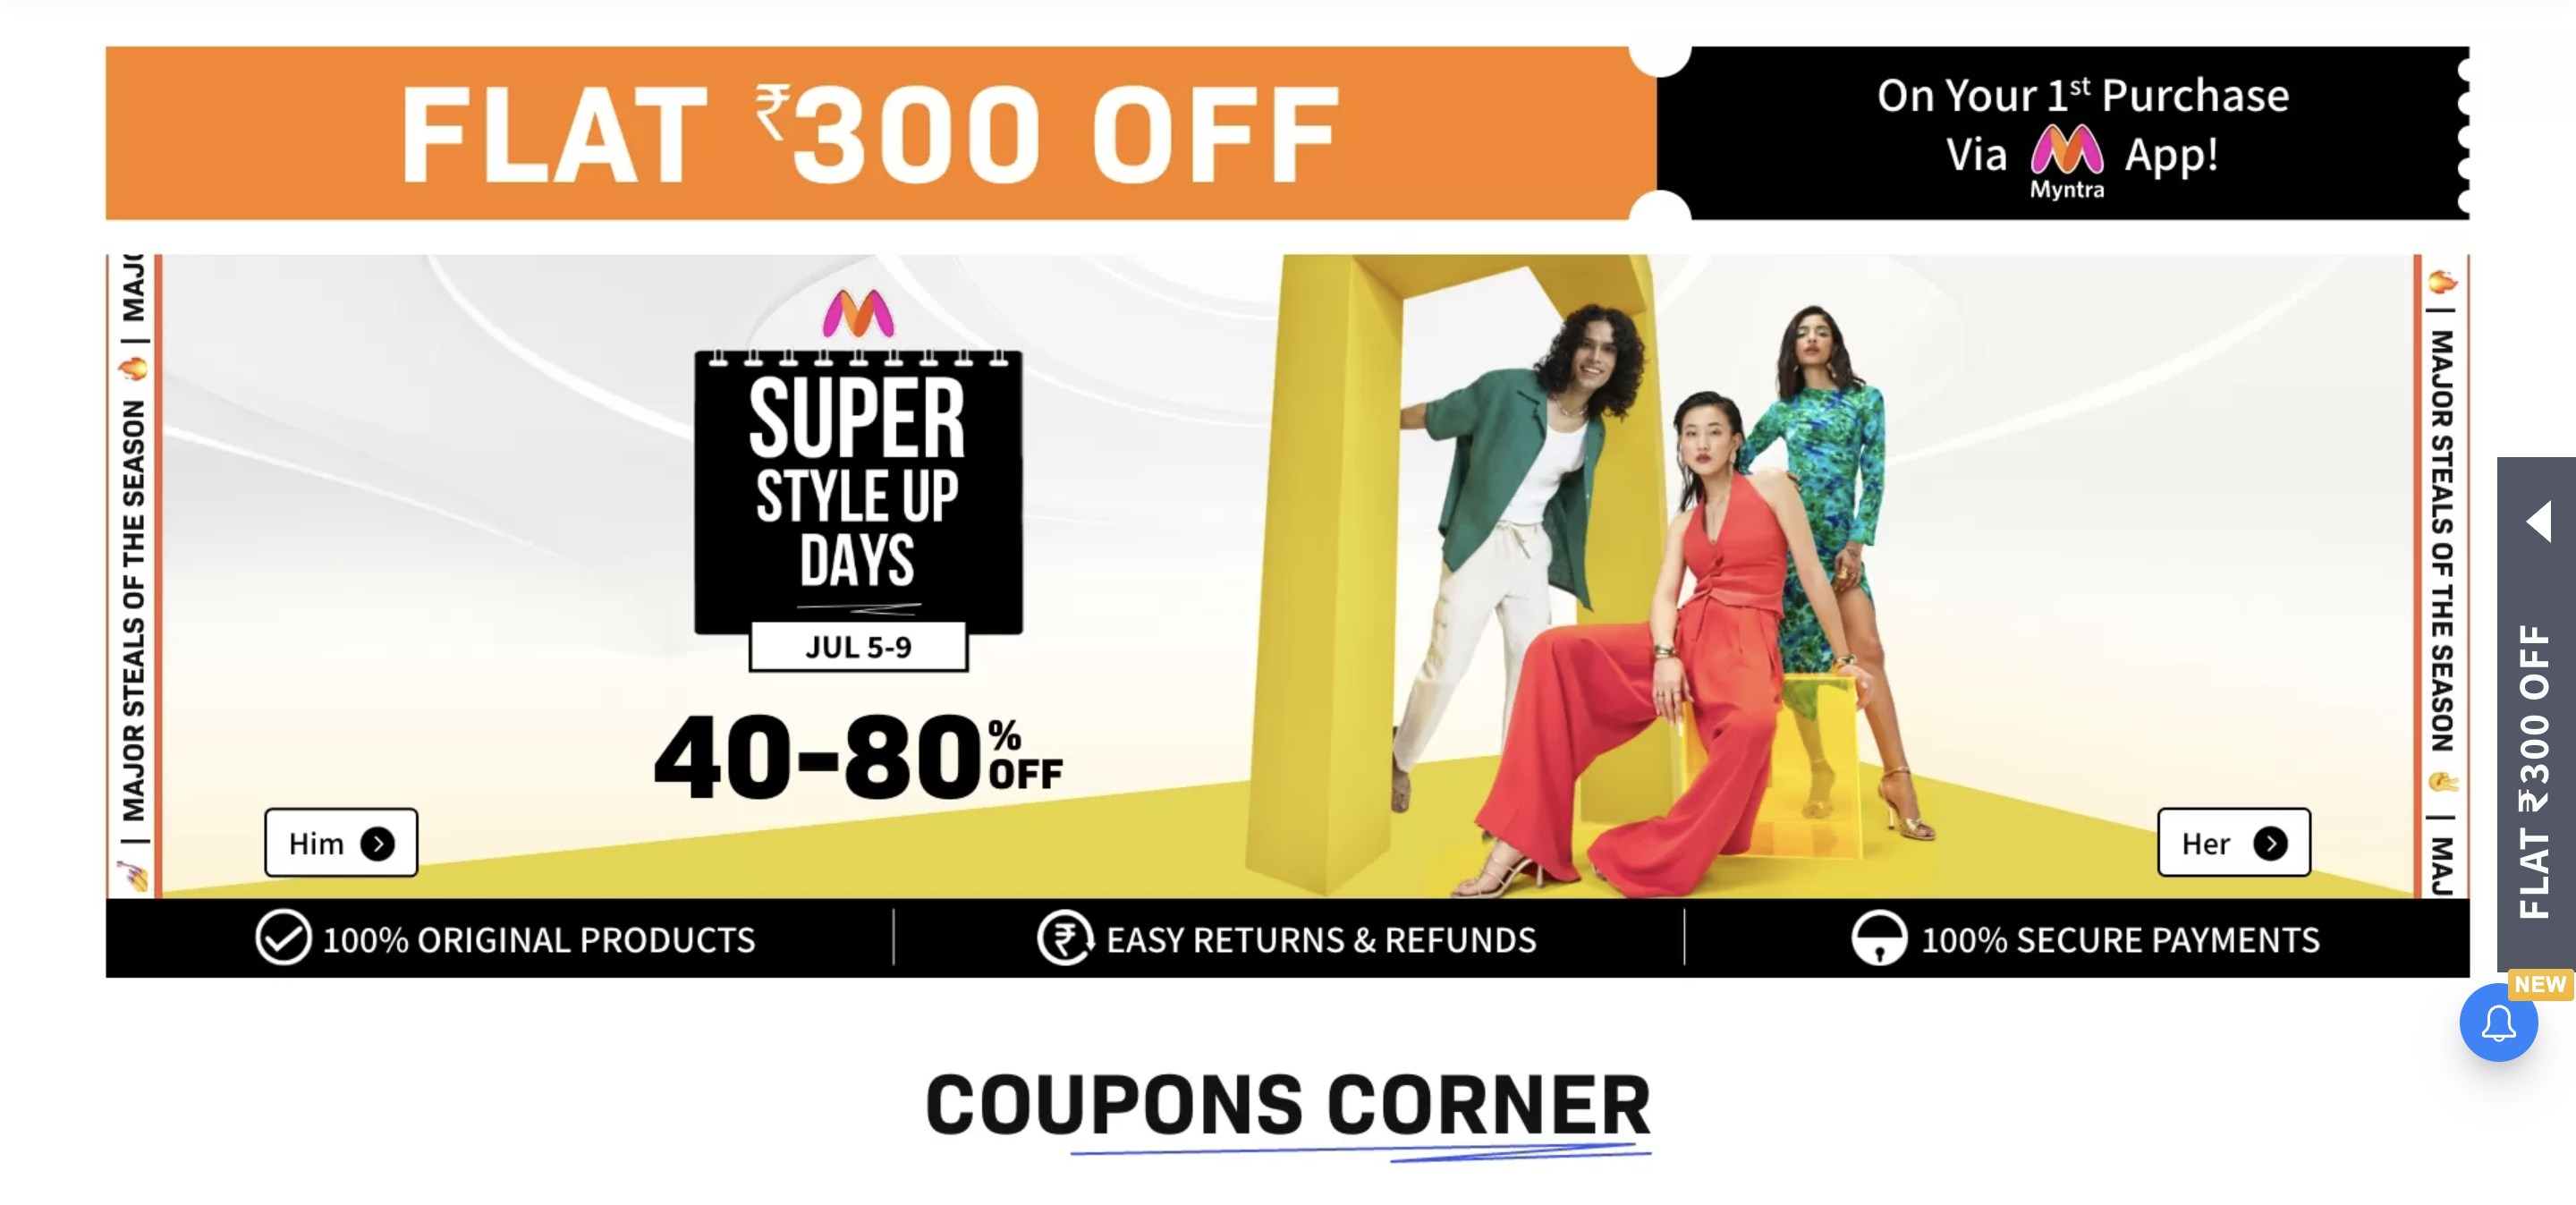 FLAT ₹300 OFF
On Your 1st Purchase
Via Myntra App!
MAJOR STEALS OF THE SEASON | MAJO
SUPER
STYLE UP
DAYS
JUL 5-9
40-80% OFF
Him
Her
| MAJOR STEALS OF THE SEASON | MAJ
FLAT ₹300 OFF
100% ORIGINAL PRODUCTS
EASY RETURNS & REFUNDS
100% SECURE PAYMENTS
NEW
COUPONS CORNER